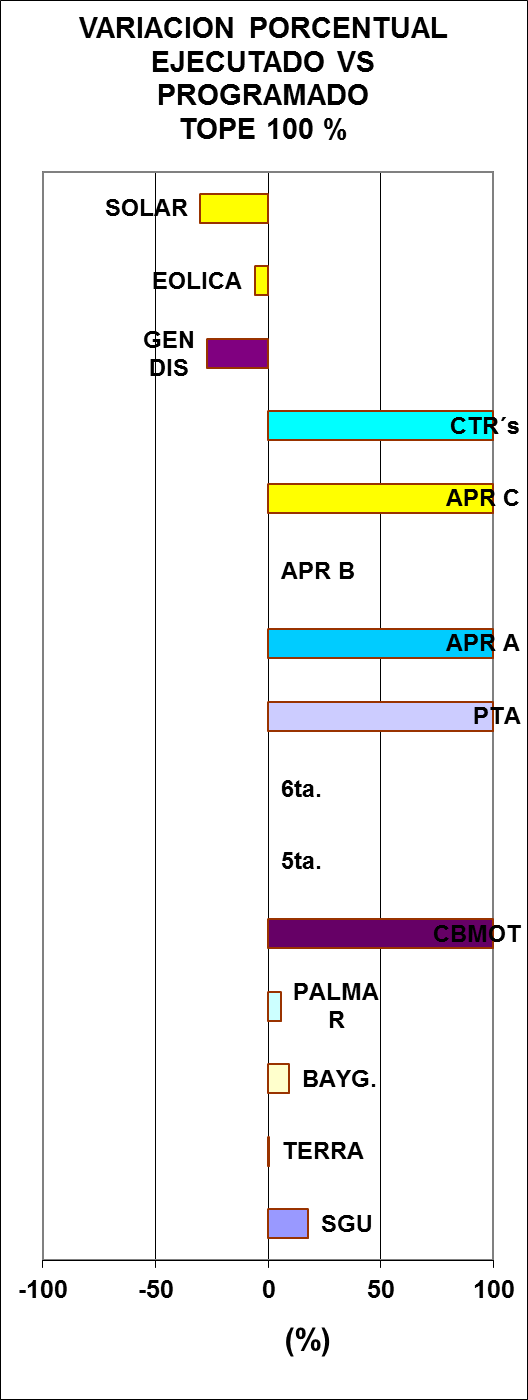 VARIACION PORCENTUAL
EJECUTADO VS
PROGRAMADO
TOPE 100 %
SOLAR
EOLICA
GEN
DIS
CTR´s
APR C
APR B
APR A
PTA
6ta.
5ta.
CBMOT
PALMA
R
BAYG.
TERRA
SGU
-100 -50 0 50 100
(%)